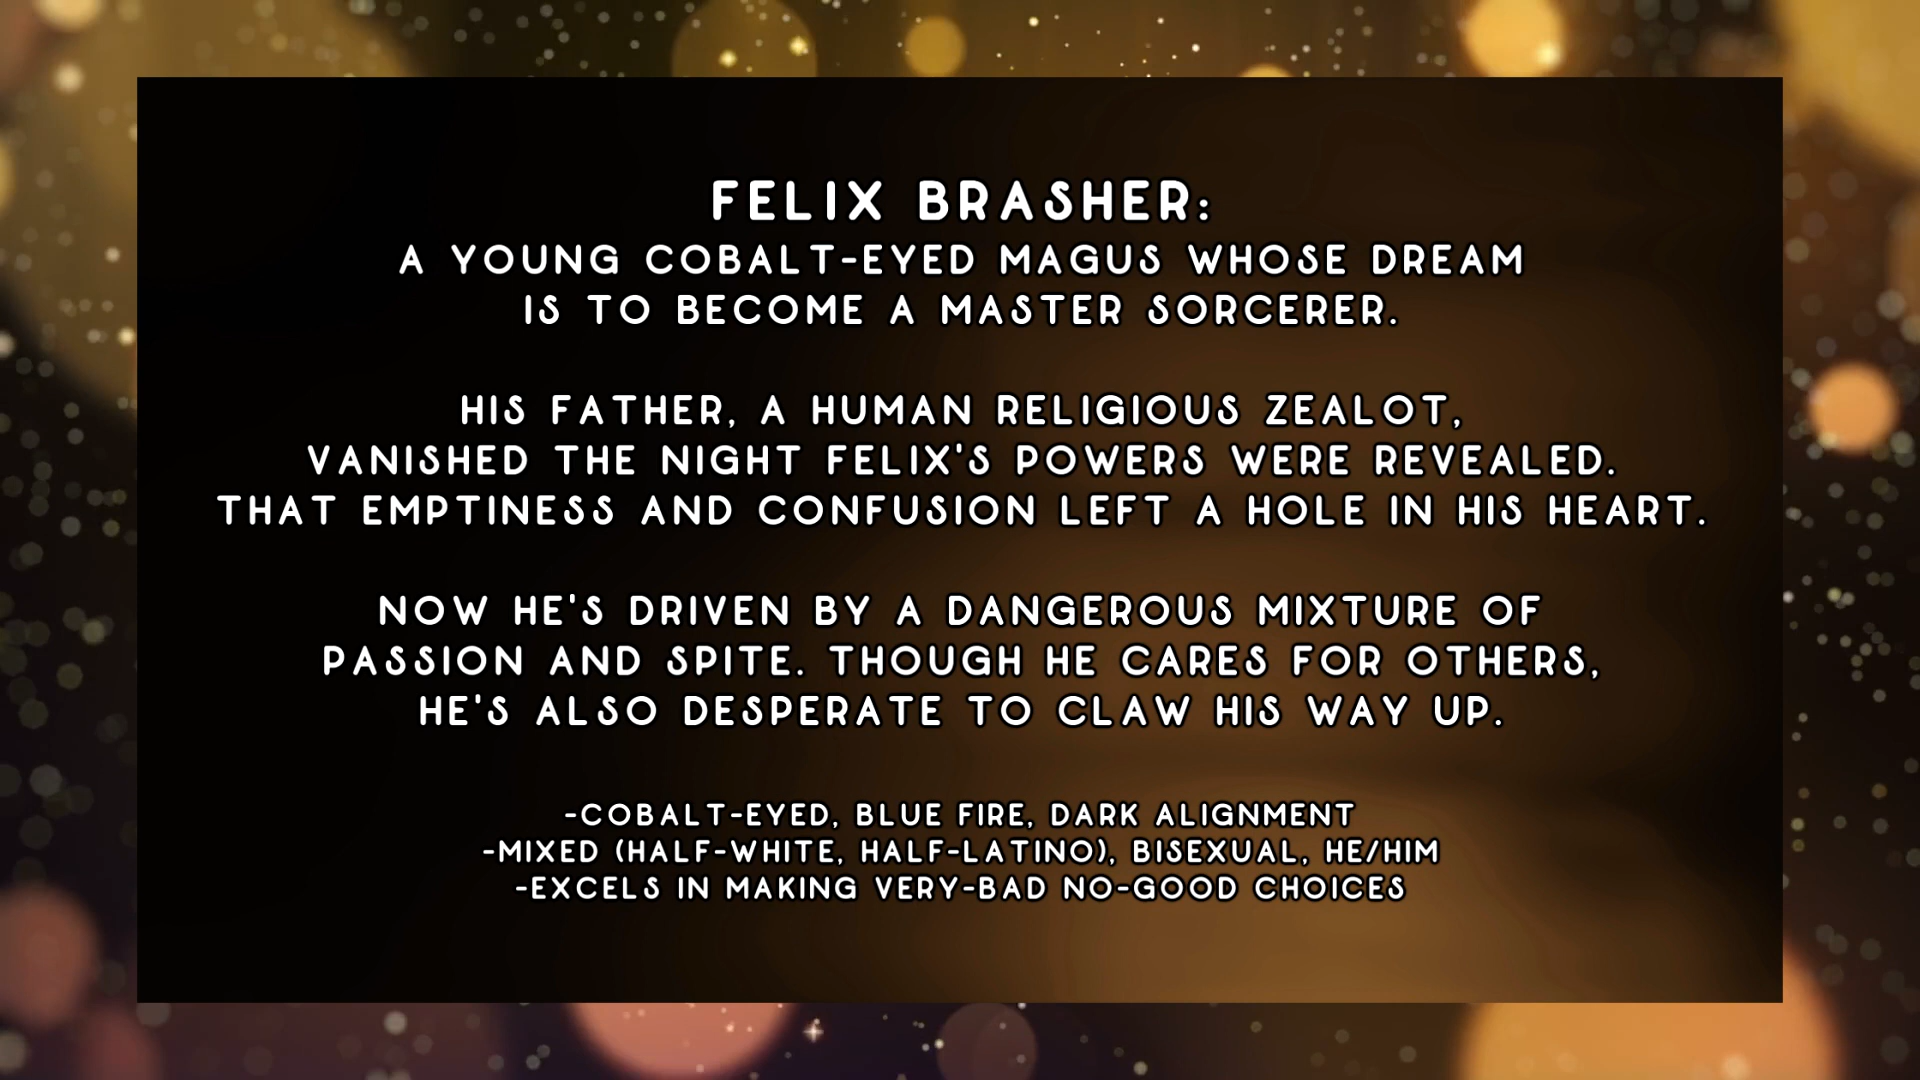 FELIX BRASHER:
A YOUNG COBALT-EYED MAGUS WHOSE DREAM
IS TO BECOME A MASTER SORCERER.
HIS FATHER, A HUMAN RELIGIOUS ZEALOT,
VANISHED THE NIGHT FELIX'S POWERS WERE REVEALED.
THAT EMPTINESS AND CONFUSION LEFT A HOLE IN HIS HEART.
NOW HE'S DRIVEN BY A DANGEROUS MIXTURE OF
PASSION AND SPITE. THOUGH HE CARES FOR OTHERS,
HE'S ALSO DESPERATE TO CLAW HIS WAY UP.
-COBALT-EYED, BLUE FIRE, DARK ALIGNMENT
-MIXED (HALF-WHITE, HALF-LATINO), BISEXUAL, HE/HIM
-EXCELS IN MAKING VERY-BAD NO-GOOD CHOICES